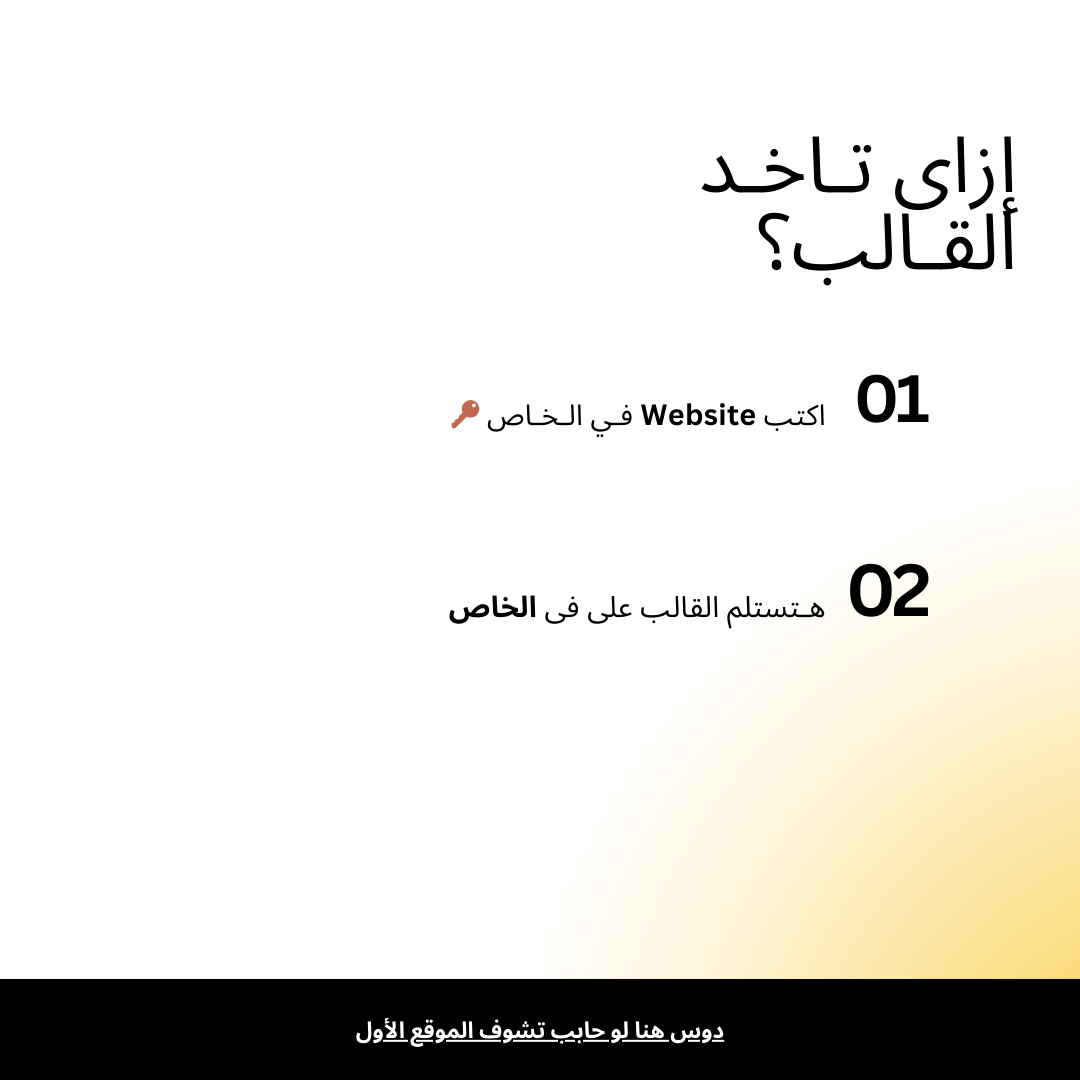 إزاى تـاخـد
القـالب؟
01
اكتب Website فـي الـخـاص
02
هـتستلم القالب على فى الخاص
دوس هنا لو حابب تشوف الموقع الأول